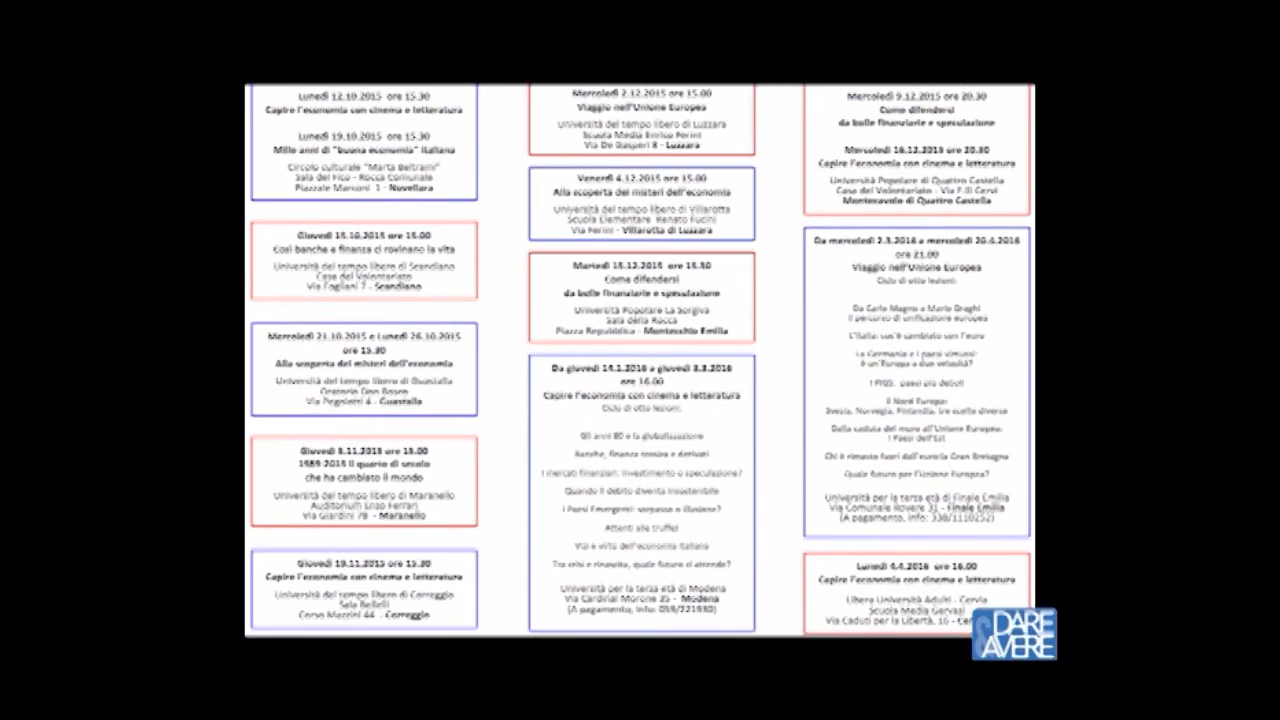 Lunedì 12.10.2015 ore 15.30
Capire l'economia con cinema e letteratura
Lunedì 19.10.2015 ore 15.30
Mille anni di "buona economia" italiana
Circolo culturale "Marta Beltrami"
Sala del Fico - Rocca Comunale
Piazzale Marconi 1 - Novellara
Giovedì 15.10.2015 ore 15.00
Così banche e finanza ci rovinano la vita
Università del tempo libero di Scandiano
Casa del Volontariato
Via Fogliani 7 - Scandiano
Mercoledì 21.10.2015 e Lunedì 26.10.2015
ore 15.30
Alla scoperta dei misteri dell'economia
Università del tempo libero di Guastalla
Oratorio Don Bosco
Via Pegolotti 4 - Guastalla
Giovedì 5.11.2015 ore 15.00
1989-2015 il quarto di secolo
che ha cambiato il mondo
Università del tempo libero di Maranello
Auditorium Enzo Ferrari
Via Giardini 78 - Maranello
Giovedì 19.11.2015 ore 15.30
Capire l'economia con cinema e letteratura
Università del tempo libero di Correggio
Sala Bellelli
Corso Mazzini 44 - Correggio
Mercoledì 2.12.2015 ore 15.00
Viaggio nell'Unione Europea
Università del tempo libero di Luzzara
Scuola Media Enrico Fermi
Via De Gasperi 8 - Luzzara
Venerdì 4.12.2015 ore 15.00
Alla scoperta dei misteri dell'economia
Università del tempo libero di Villarotta
Scuola Elementare Renato Fucini
Via Fermi - Villarotta di Luzzara
Martedì 15.12.2015 ore 15.30
Come difendersi
da bolle finanziarie e speculazione
Università Popolare La Sorgiva
Sala della Rocca
Piazza Repubblica - Montecchio Emilia
Da giovedì 14.1.2016 a giovedì 3.3.2016
ore 16.00
Capire l'economia con cinema e letteratura
Ciclo di otto lezioni:
Gli anni 80 e la globalizzazione
Banche, finanza tossica e derivati
I mercati finanziari: investimento o speculazione?
Quando il debito diventa insostenibile
I Paesi Emergenti: sorpasso o illusione?
Attenti alle truffe!
Vizi e virtù dell'economia italiana
Tra crisi e rinascita, quale futuro ci attende?
Università per la terza età di Modena
Via Cardinal Morone 35 - Modena
(A pagamento, info: 059/221930)
Mercoledì 9.12.2015 ore 20.30
Come difendersi
da bolle finanziarie e speculazione
Mercoledì 16.12.2015 ore 20.30
Capire l'economia con cinema e letteratura
Università Popolare di Quattro Castella
Casa del Volontariato - Via F.lli Cervi
Montecavolo di Quattro Castella
Da mercoledì 2.3.2016 a mercoledì 20.4.2016
ore 21.00
Viaggio nell'Unione Europea
Ciclo di otto lezioni:
Da Carlo Magno a Mario Draghi
il percorso di unificazione europea
L'Italia: cos'è cambiato con l'euro
La Germania e i paesi virtuosi:
è un'Europa a due velocità?
I PIIGS: paesi più deboli
Il Nord Europa:
Svezia, Norvegia, Finlandia, tre scelte diverse
Dalla caduta del muro all'Unione Europea:
i Paesi dell'Est
Chi è rimasto fuori dall'euro: la Gran Bretagna
Quale futuro per l'Unione Europea?
Università per la terza età di Finale Emilia
Via Comunale Rovere 31 - Finale Emilia
(A pagamento, info: 338/1110252)
Lunedì 4.4.2016 ore 16.00
Capire l'economia con cinema e letteratura
Libera Università Adulti - Cervia
Scuola Media Gervasi
Via Caduti per la Libertà, 16 - Cer
DARE
& AVERE